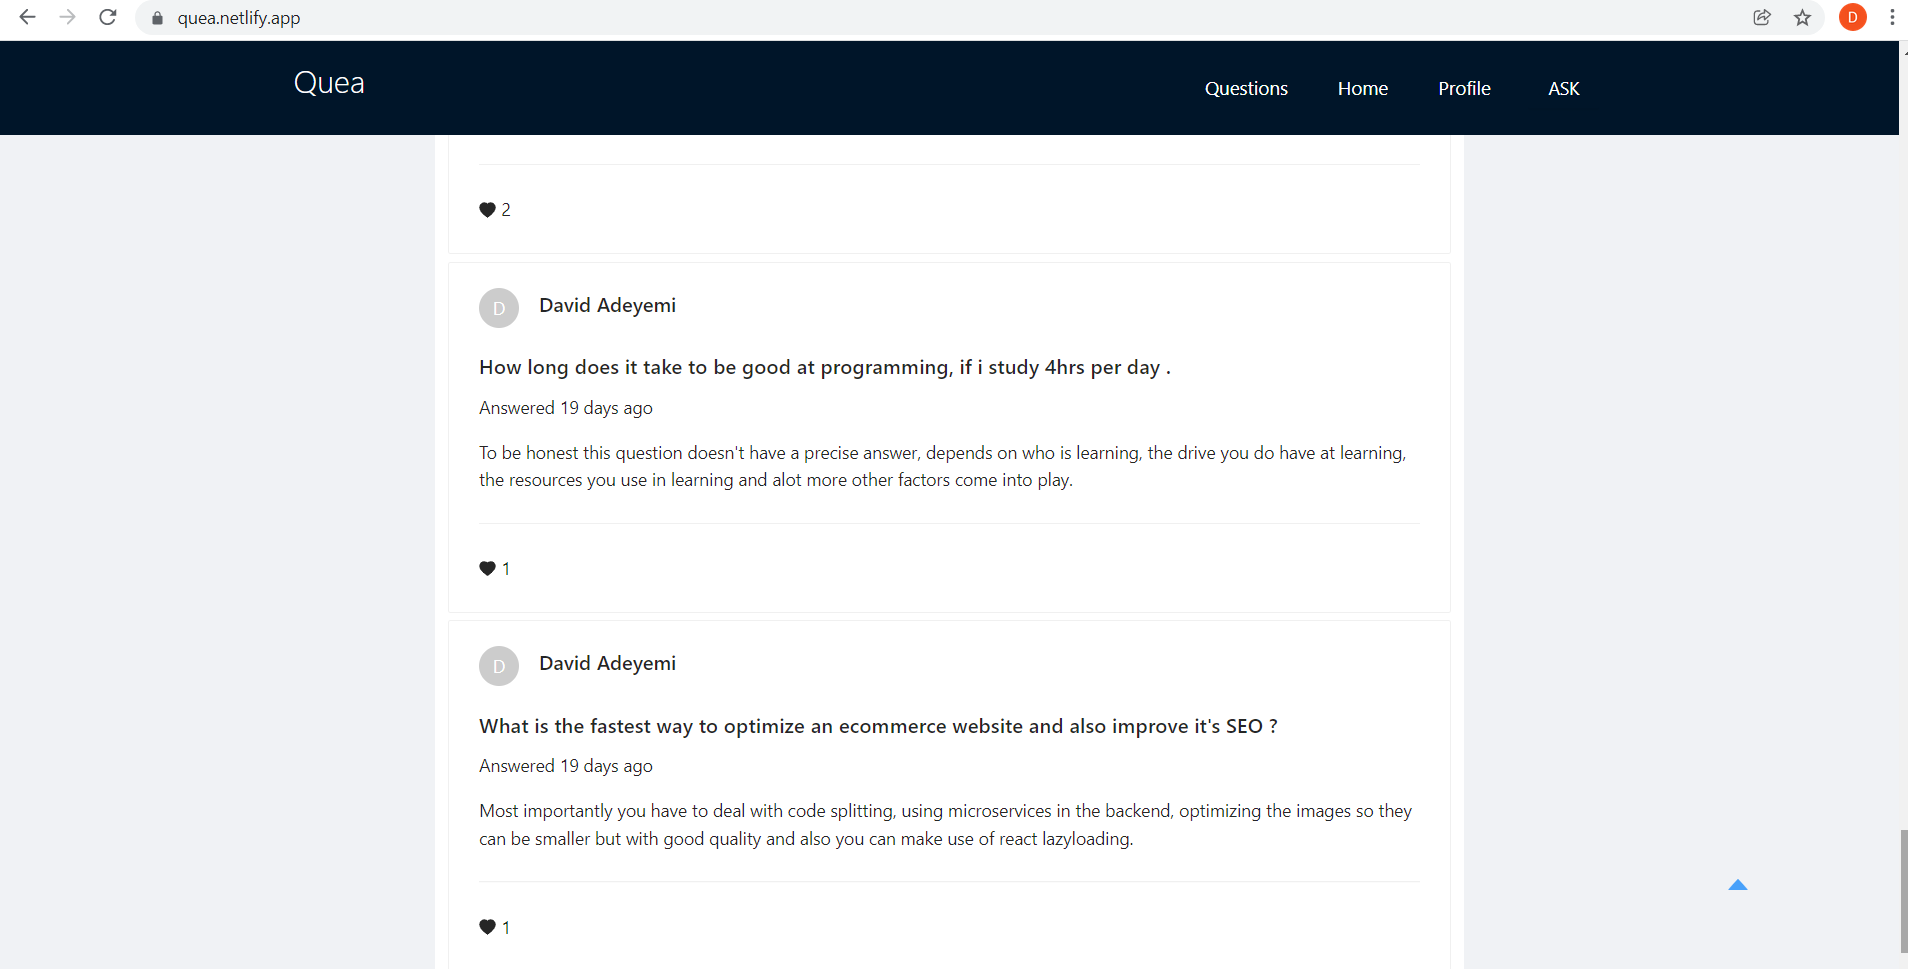 quea.netlify.app
D
Quea
Questions Home Profile ASK
2
D
David Adeyemi
How long does it take to be good at programming, if i study 4hrs per day .
Answered 19 days ago
To be honest this question doesn't have a precise answer, depends on who is learning, the drive you do have at learning,
the resources you use in learning and alot more other factors come into play.
1
D
David Adeyemi
What is the fastest way to optimize an ecommerce website and also improve it's SEO ?
Answered 19 days ago
Most importantly you have to deal with code splitting, using microservices in the backend, optimizing the images so they
can be smaller but with good quality and also you can make use of react lazyloading.
1